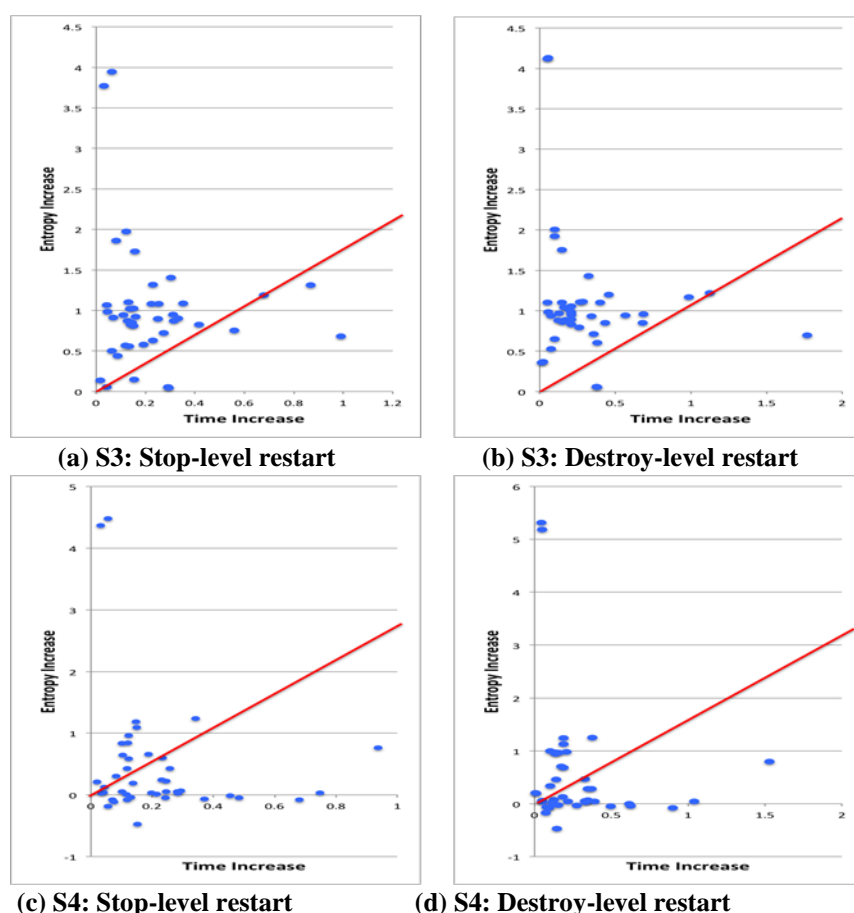 4.5
4
3.5
3
2.5
2
1.5
1
0.5
0
Entropy Increase
0 0.2 0.4 0.6 0.8 1 1.2
Time Increase
4.5
4
3.5
3
2.5
2
1.5
1
0.5
0
Entropy Increase
0 0.5 1 1.5 2
Time Increase
(a) S3: Stop-level restart (b) S3: Destroy-level restart
5
4
3
2
1
0
-1
Entropy Increase
0 0.2 0.4 0.6 0.8 1
Time Increase
6
5
4
3
2
1
0
-1
Entropy Increase
0 0.5 1 1.5 2
Time Increase
(c) S4: Stop-level restart (d) S4: Destroy-level restart